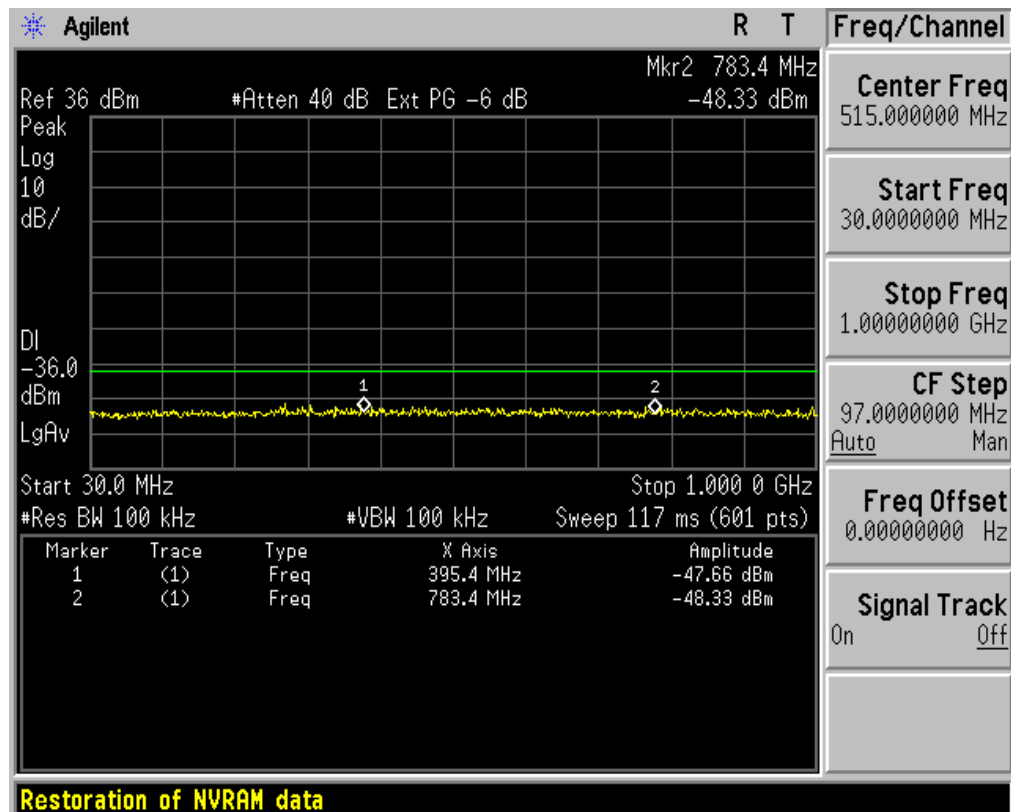 Agilent R T
Freq/Channel
Mkr2 783.4 MHz
Ref 36 dBm #Atten 40 dB Ext PG -6 dB -48.33 dBm
Peak
Log
10
dB/
DI
-36.0
dBm
LgAv
1
2
Start 30.0 MHz Stop 1.000 0 GHz
#Res BW 100 kHz #VBW 100 kHz Sweep 117 ms (601 pts)
Marker Trace Type X Axis Amplitude
1 (1) Freq 395.4 MHz -47.66 dBm
2 (1) Freq 783.4 MHz -48.33 dBm
Center Freq
515.000000 MHz
Start Freq
30.0000000 MHz
Stop Freq
1.00000000 GHz
CF Step
97.0000000 MHz
Auto Man
Freq Offset
0.00000000 Hz
Signal Track
On Off
Restoration of NVRAM data